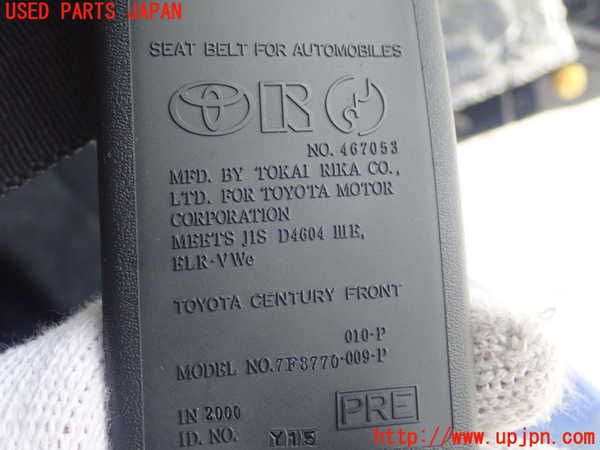 USED PARTS JAPAN
SEAT BELT FOR AUTOMOBILES
R
NO. 467053
MFD. BY TOKAI RIKA CO.,
LTD. FOR TOYOTA MOTOR
CORPORATION
MEETS JIS D4604 ⅢE,
ELR-VWe
TOYOTA CENTURY FRONT
010-P
MODEL NO.7F8770-009-P
IN 2000
PRE
ID. NO. Y15
http://www.upjpn.com/